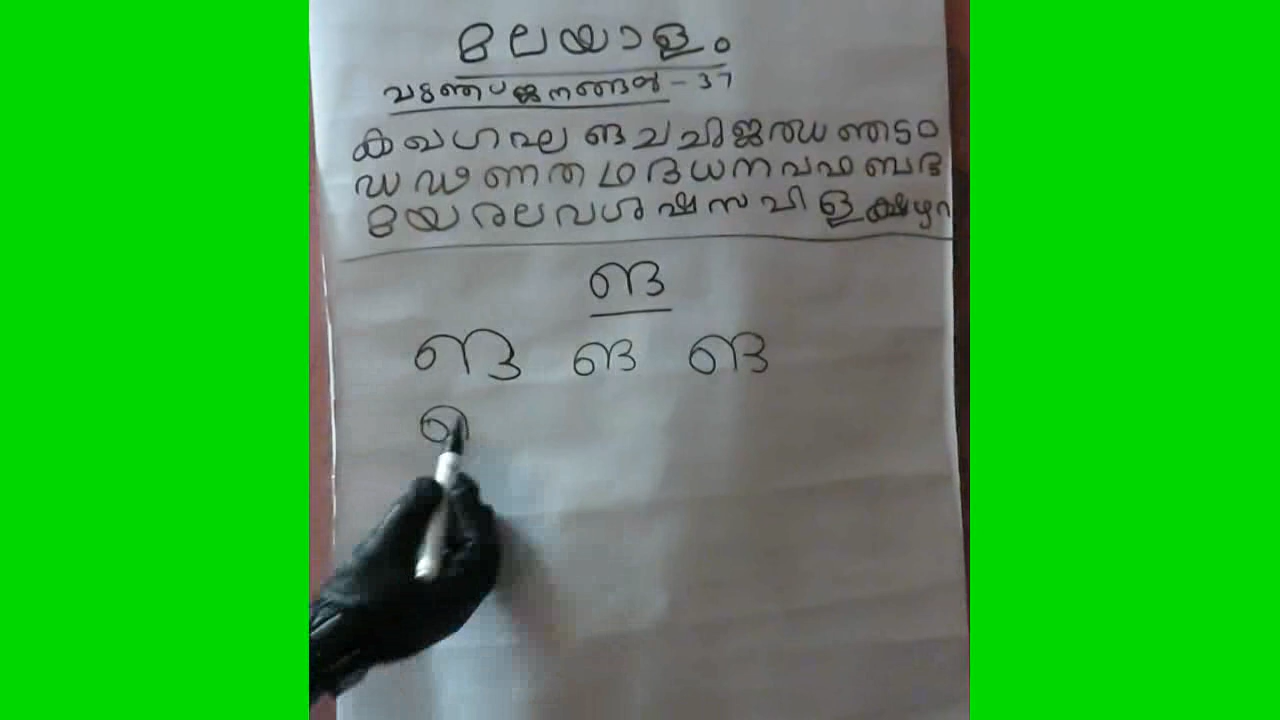 മലയാളം
വ്യഞ്ജനങ്ങൾ - 37
ക ഖ ഗ ഘ ങ ച ഛ ജ ഝ ഞ ട ഠ
ഡ ഢ ണ ത ഥ ദ ധ ന പ ഫ ബ ഭ
മ യ ര ല വ ശ ഷ സ ഹ ള ക്ഷ ഴ റ
ങ
ങ ങ ങ